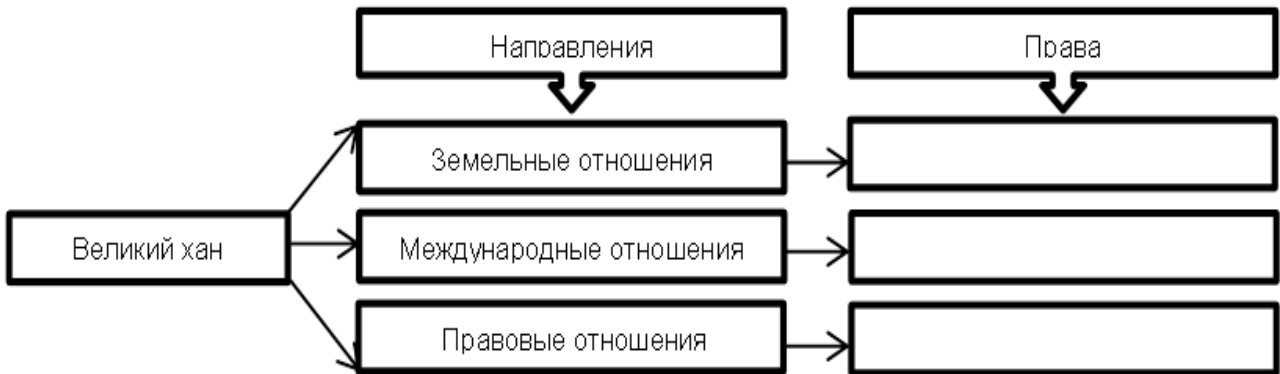 Направления
Права
Земельные отношения
Великий хан
Международные отношения
Правовые отношения